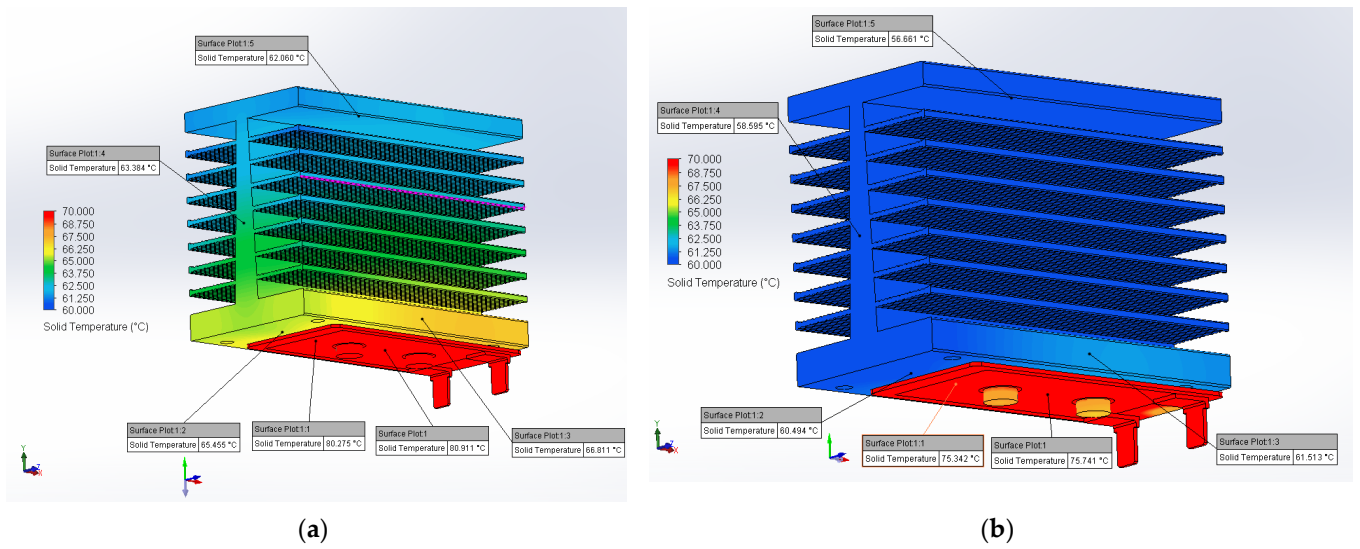 Surface Plot:1:5
Solid Temperature 62.060 °C
Surface Plot:1:4
Solid Temperature 63.384 °C
70.000
68.750
67.500
66.250
65.000
63.750
62.500
61.250
60.000
Solid Temperature (°C)
Surface Plot:1:2
Solid Temperature 65.455 °C
Surface Plot:1:1
Solid Temperature 80.275 °C
Surface Plot:1
Solid Temperature 80.911 °C
Surface Plot:1:3
Solid Temperature 66.811 °C
Y
Z
X
(a)
Surface Plot:1:5
Solid Temperature 56.661 °C
Surface Plot:1:4
Solid Temperature 58.595 °C
70.000
68.750
67.500
66.250
65.000
63.750
62.500
61.250
60.000
Solid Temperature (°C)
Surface Plot:1:2
Solid Temperature 60.494 °C
Surface Plot:1:1
Solid Temperature 75.342 °C
Surface Plot:1
Solid Temperature 75.741 °C
Surface Plot:1:3
Solid Temperature 61.513 °C
Y
Z
X
(b)